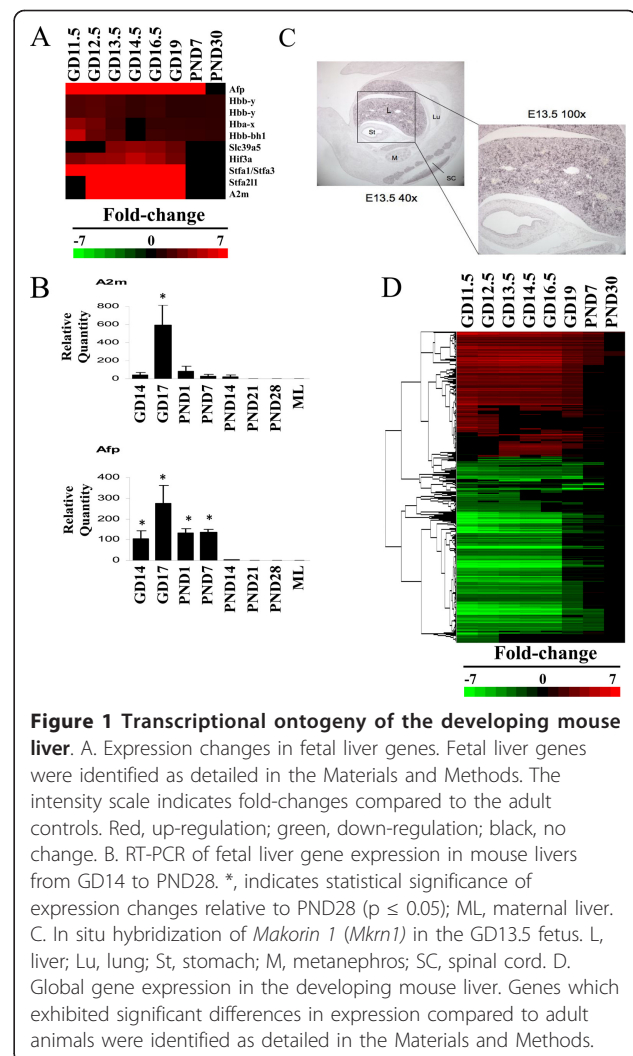 A
GD11.5
GD12.5
GD13.5
GD14.5
GD16.5
GD19
PND7
PND30
Afp
Hbb-y
Hbb-y
Hba-x
Hbb-bh1
Slc39a5
Hif3a
Stfa1/Stfa3
Stfa2l1
A2m
Fold-change
-7 0 7
C
L
Lu
St
M
SC
E13.5 40x
E13.5 100x
B
A2m
Relative
Quantity
800
600
400
200
0
*
GD14
GD17
PND1
PND7
PND14
PND21
PND28
ML
Afp
Relative
Quantity
400
300
200
100
0
* * * *
GD14
GD17
PND1
PND7
PND14
PND21
PND28
ML
D
GD11.5
GD12.5
GD13.5
GD14.5
GD16.5
GD19
PND7
PND30
Fold-change
-7 0 7
Figure 1 Transcriptional ontogeny of the developing mouse
liver. A. Expression changes in fetal liver genes. Fetal liver genes
were identified as detailed in the Materials and Methods. The
intensity scale indicates fold-changes compared to the adult
controls. Red, up-regulation; green, down-regulation; black, no
change. B. RT-PCR of fetal liver gene expression in mouse livers
from GD14 to PND28. *, indicates statistical significance of
expression changes relative to PND28 (p ≤ 0.05); ML, maternal liver.
C. In situ hybridization of Makorin 1 (Mkrn1) in the GD13.5 fetus. L,
liver; Lu, lung; St, stomach; M, metanephros; SC, spinal cord. D.
Global gene expression in the developing mouse liver. Genes which
exhibited significant differences in expression compared to adult
animals were identified as detailed in the Materials and Methods.